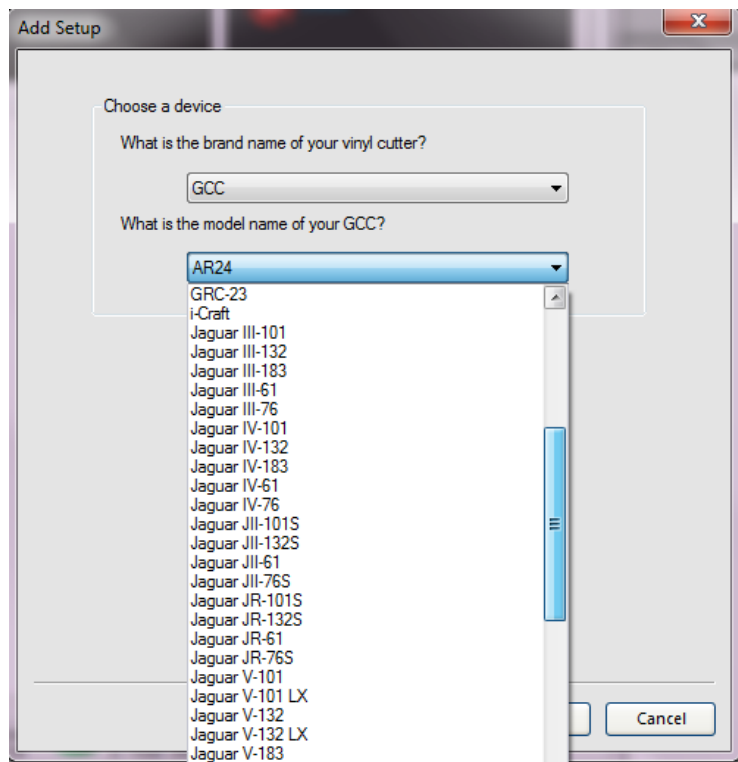 Add Setup
Choose a device
What is the brand name of your vinyl cutter?
GCC
What is the model name of your GCC?
AR24
GRC-23
i-Craft
Jaguar III-101
Jaguar III-132
Jaguar III-183
Jaguar III-61
Jaguar III-76
Jaguar IV-101
Jaguar IV-132
Jaguar IV-183
Jaguar IV-61
Jaguar IV-76
Jaguar JII-101S
Jaguar JII-132S
Jaguar JII-61
Jaguar JII-76S
Jaguar JR-101S
Jaguar JR-132S
Jaguar JR-61
Jaguar JR-76S
Jaguar V-101
Jaguar V-101 LX
Jaguar V-132
Jaguar V-132 LX
Jaguar V-183
Cancel